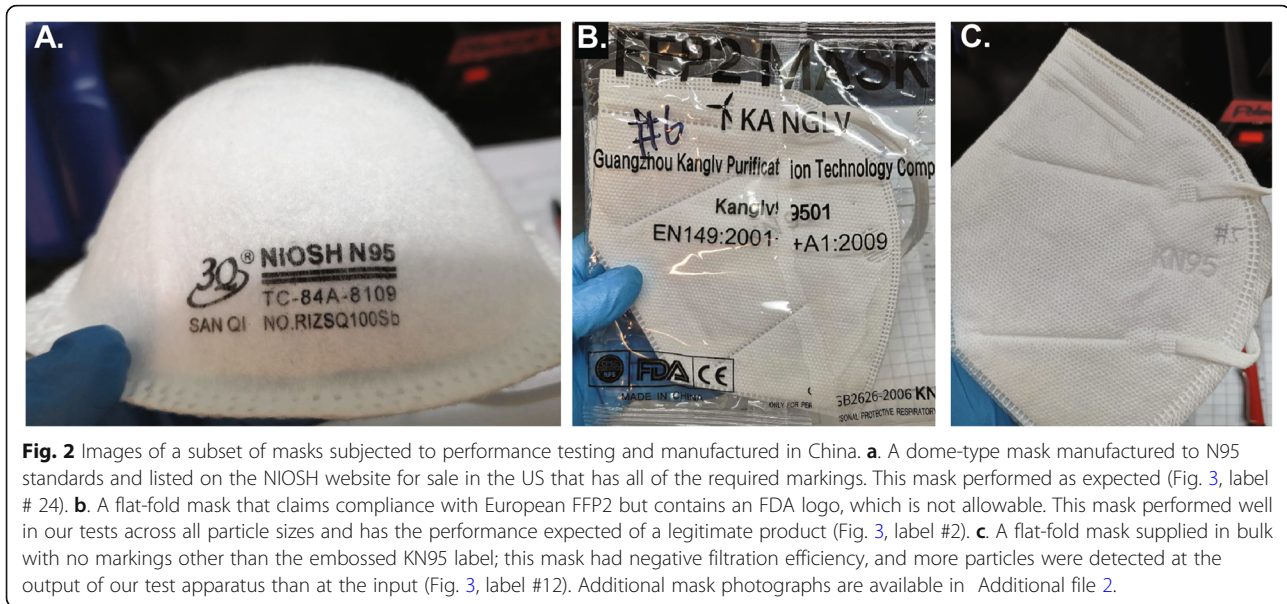 A.
3Q ® NIOSH N95
TC-84A-8109
SAN QI NO.RIZSQ100Sb
B.
FFP2 MASK
#6 KANGLV
Guangzhou Kanglv Purificat ion Technology Comp
Kanglv 9501
EN149:2001 +A1:2009
FDA CE
MADE IN CHINA
ONLY FOR PER
GB2626-2006 KN
SONAL PROTECTIVE RESPIRATORY
C.
#5
KN95
Fig. 2 Images of a subset of masks subjected to performance testing and manufactured in China. a. A dome-type mask manufactured to N95
standards and listed on the NIOSH website for sale in the US that has all of the required markings. This mask performed as expected (Fig. 3, label
# 24). b. A flat-fold mask that claims compliance with European FFP2 but contains an FDA logo, which is not allowable. This mask performed well
in our tests across all particle sizes and has the performance expected of a legitimate product (Fig. 3, label #2). c. A flat-fold mask supplied in bulk
with no markings other than the embossed KN95 label; this mask had negative filtration efficiency, and more particles were detected at the
output of our test apparatus than at the input (Fig. 3, label #12). Additional mask photographs are available in Additional file 2.